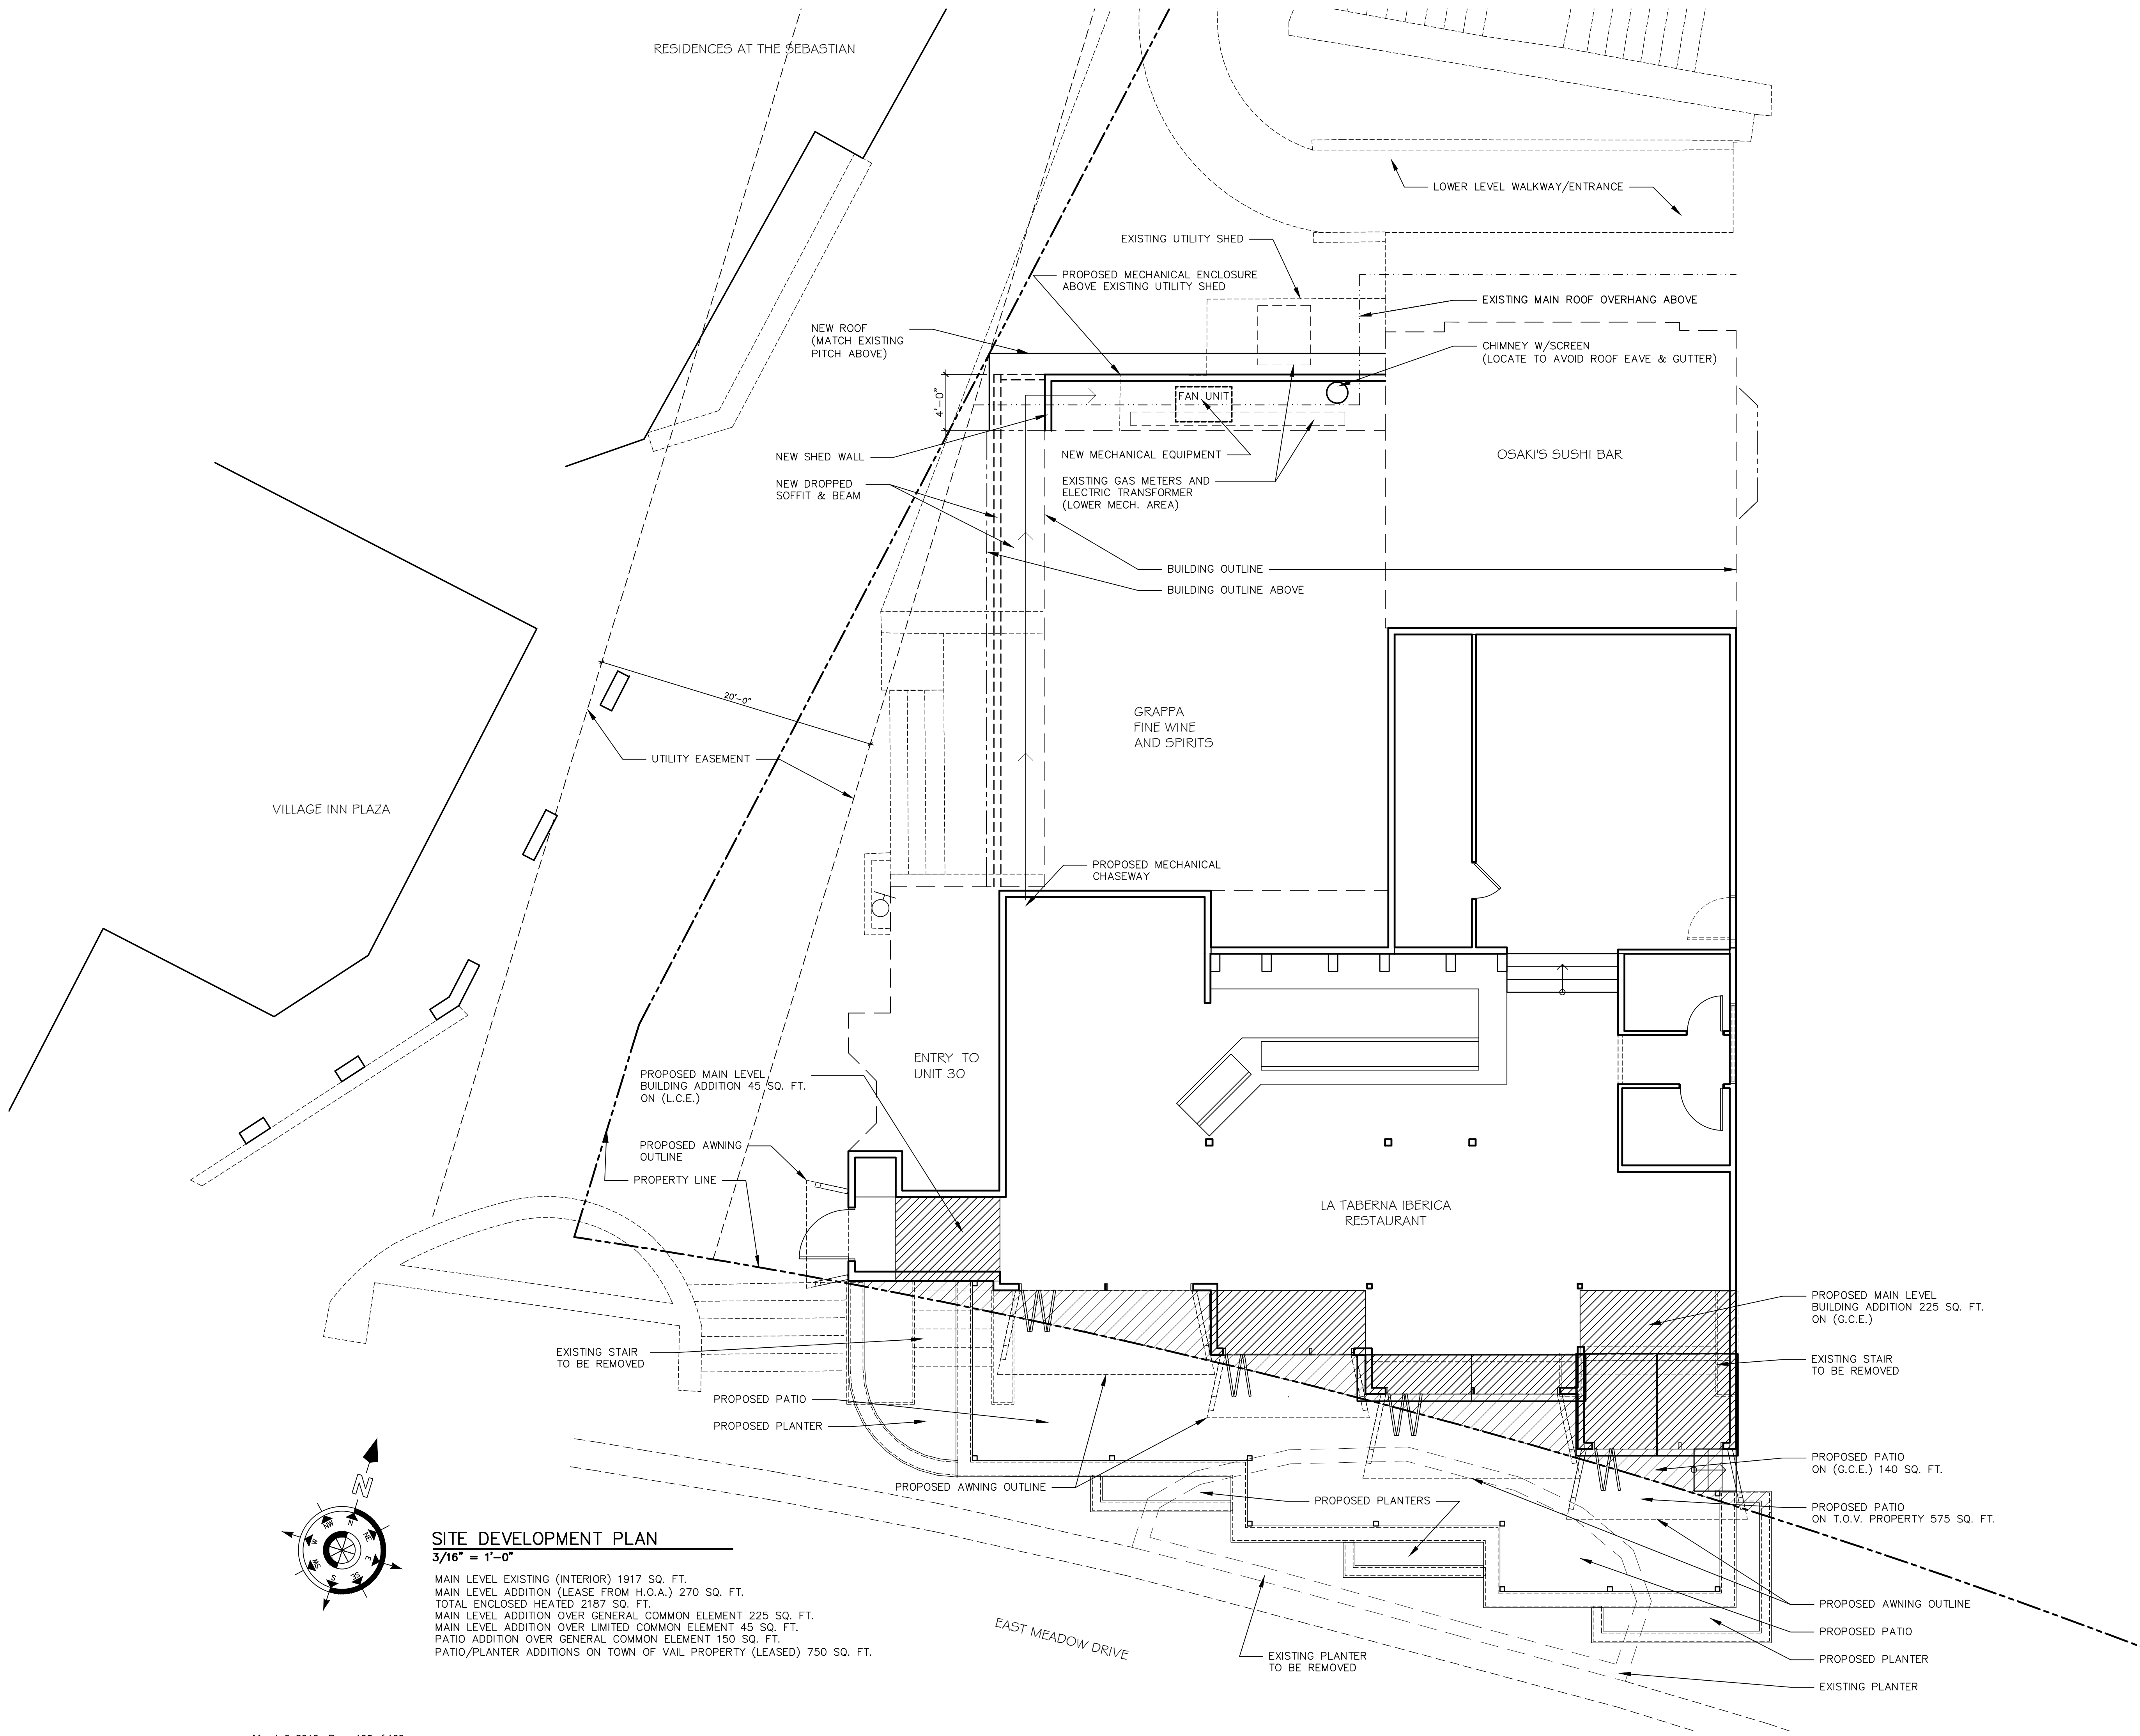 RESIDENCES AT THE SEBASTIAN
LOWER LEVEL WALKWAY/ENTRANCE
EXISTING UTILITY SHED
PROPOSED MECHANICAL ENCLOSURE
ABOVE EXISTING UTILITY SHED
EXISTING MAIN ROOF OVERHANG ABOVE
NEW ROOF
(MATCH EXISTING
PITCH ABOVE)
CHIMNEY W/SCREEN
(LOCATE TO AVOID ROOF EAVE & GUTTER)
4'-0"
FAN UNIT
NEW SHED WALL
NEW MECHANICAL EQUIPMENT
OSAKI'S SUSHI BAR
NEW DROPPED
SOFFIT & BEAM
EXISTING GAS METERS AND
ELECTRIC TRANSFORMER
(LOWER MECH. AREA)
BUILDING OUTLINE
BUILDING OUTLINE ABOVE
20'-0"
GRAPPA
FINE WINE
AND SPIRITS
UTILITY EASEMENT
VILLAGE INN PLAZA
PROPOSED MECHANICAL
CHASEWAY
ENTRY TO
UNIT 30
PROPOSED MAIN LEVEL
BUILDING ADDITION 45 SQ. FT.
ON (L.C.E.)
PROPOSED AWNING
OUTLINE
PROPERTY LINE
LA TABERNA IBERICA
RESTAURANT
PROPOSED MAIN LEVEL
BUILDING ADDITION 225 SQ. FT.
ON (G.C.E.)
EXISTING STAIR
TO BE REMOVED
EXISTING STAIR
TO BE REMOVED
PROPOSED PATIO
PROPOSED PLANTER
PROPOSED PATIO
ON (G.C.E.) 140 SQ. FT.
PROPOSED AWNING OUTLINE
PROPOSED PLANTERS
PROPOSED PATIO
ON T.O.V. PROPERTY 575 SQ. FT.
N
N
NE
E
SE
S
SW
W
NW
SITE DEVELOPMENT PLAN
3/16" = 1'-0"
MAIN LEVEL EXISTING (INTERIOR) 1917 SQ. FT.
MAIN LEVEL ADDITION (LEASE FROM H.O.A.) 270 SQ. FT.
TOTAL ENCLOSED HEATED 2187 SQ. FT.
MAIN LEVEL ADDITION OVER GENERAL COMMON ELEMENT 225 SQ. FT.
MAIN LEVEL ADDITION OVER LIMITED COMMON ELEMENT 45 SQ. FT.
PATIO ADDITION OVER GENERAL COMMON ELEMENT 150 SQ. FT.
PATIO/PLANTER ADDITIONS ON TOWN OF VAIL PROPERTY (LEASED) 750 SQ. FT.
EAST MEADOW DRIVE
EXISTING PLANTER
TO BE REMOVED
PROPOSED AWNING OUTLINE
PROPOSED PATIO
PROPOSED PLANTER
EXISTING PLANTER